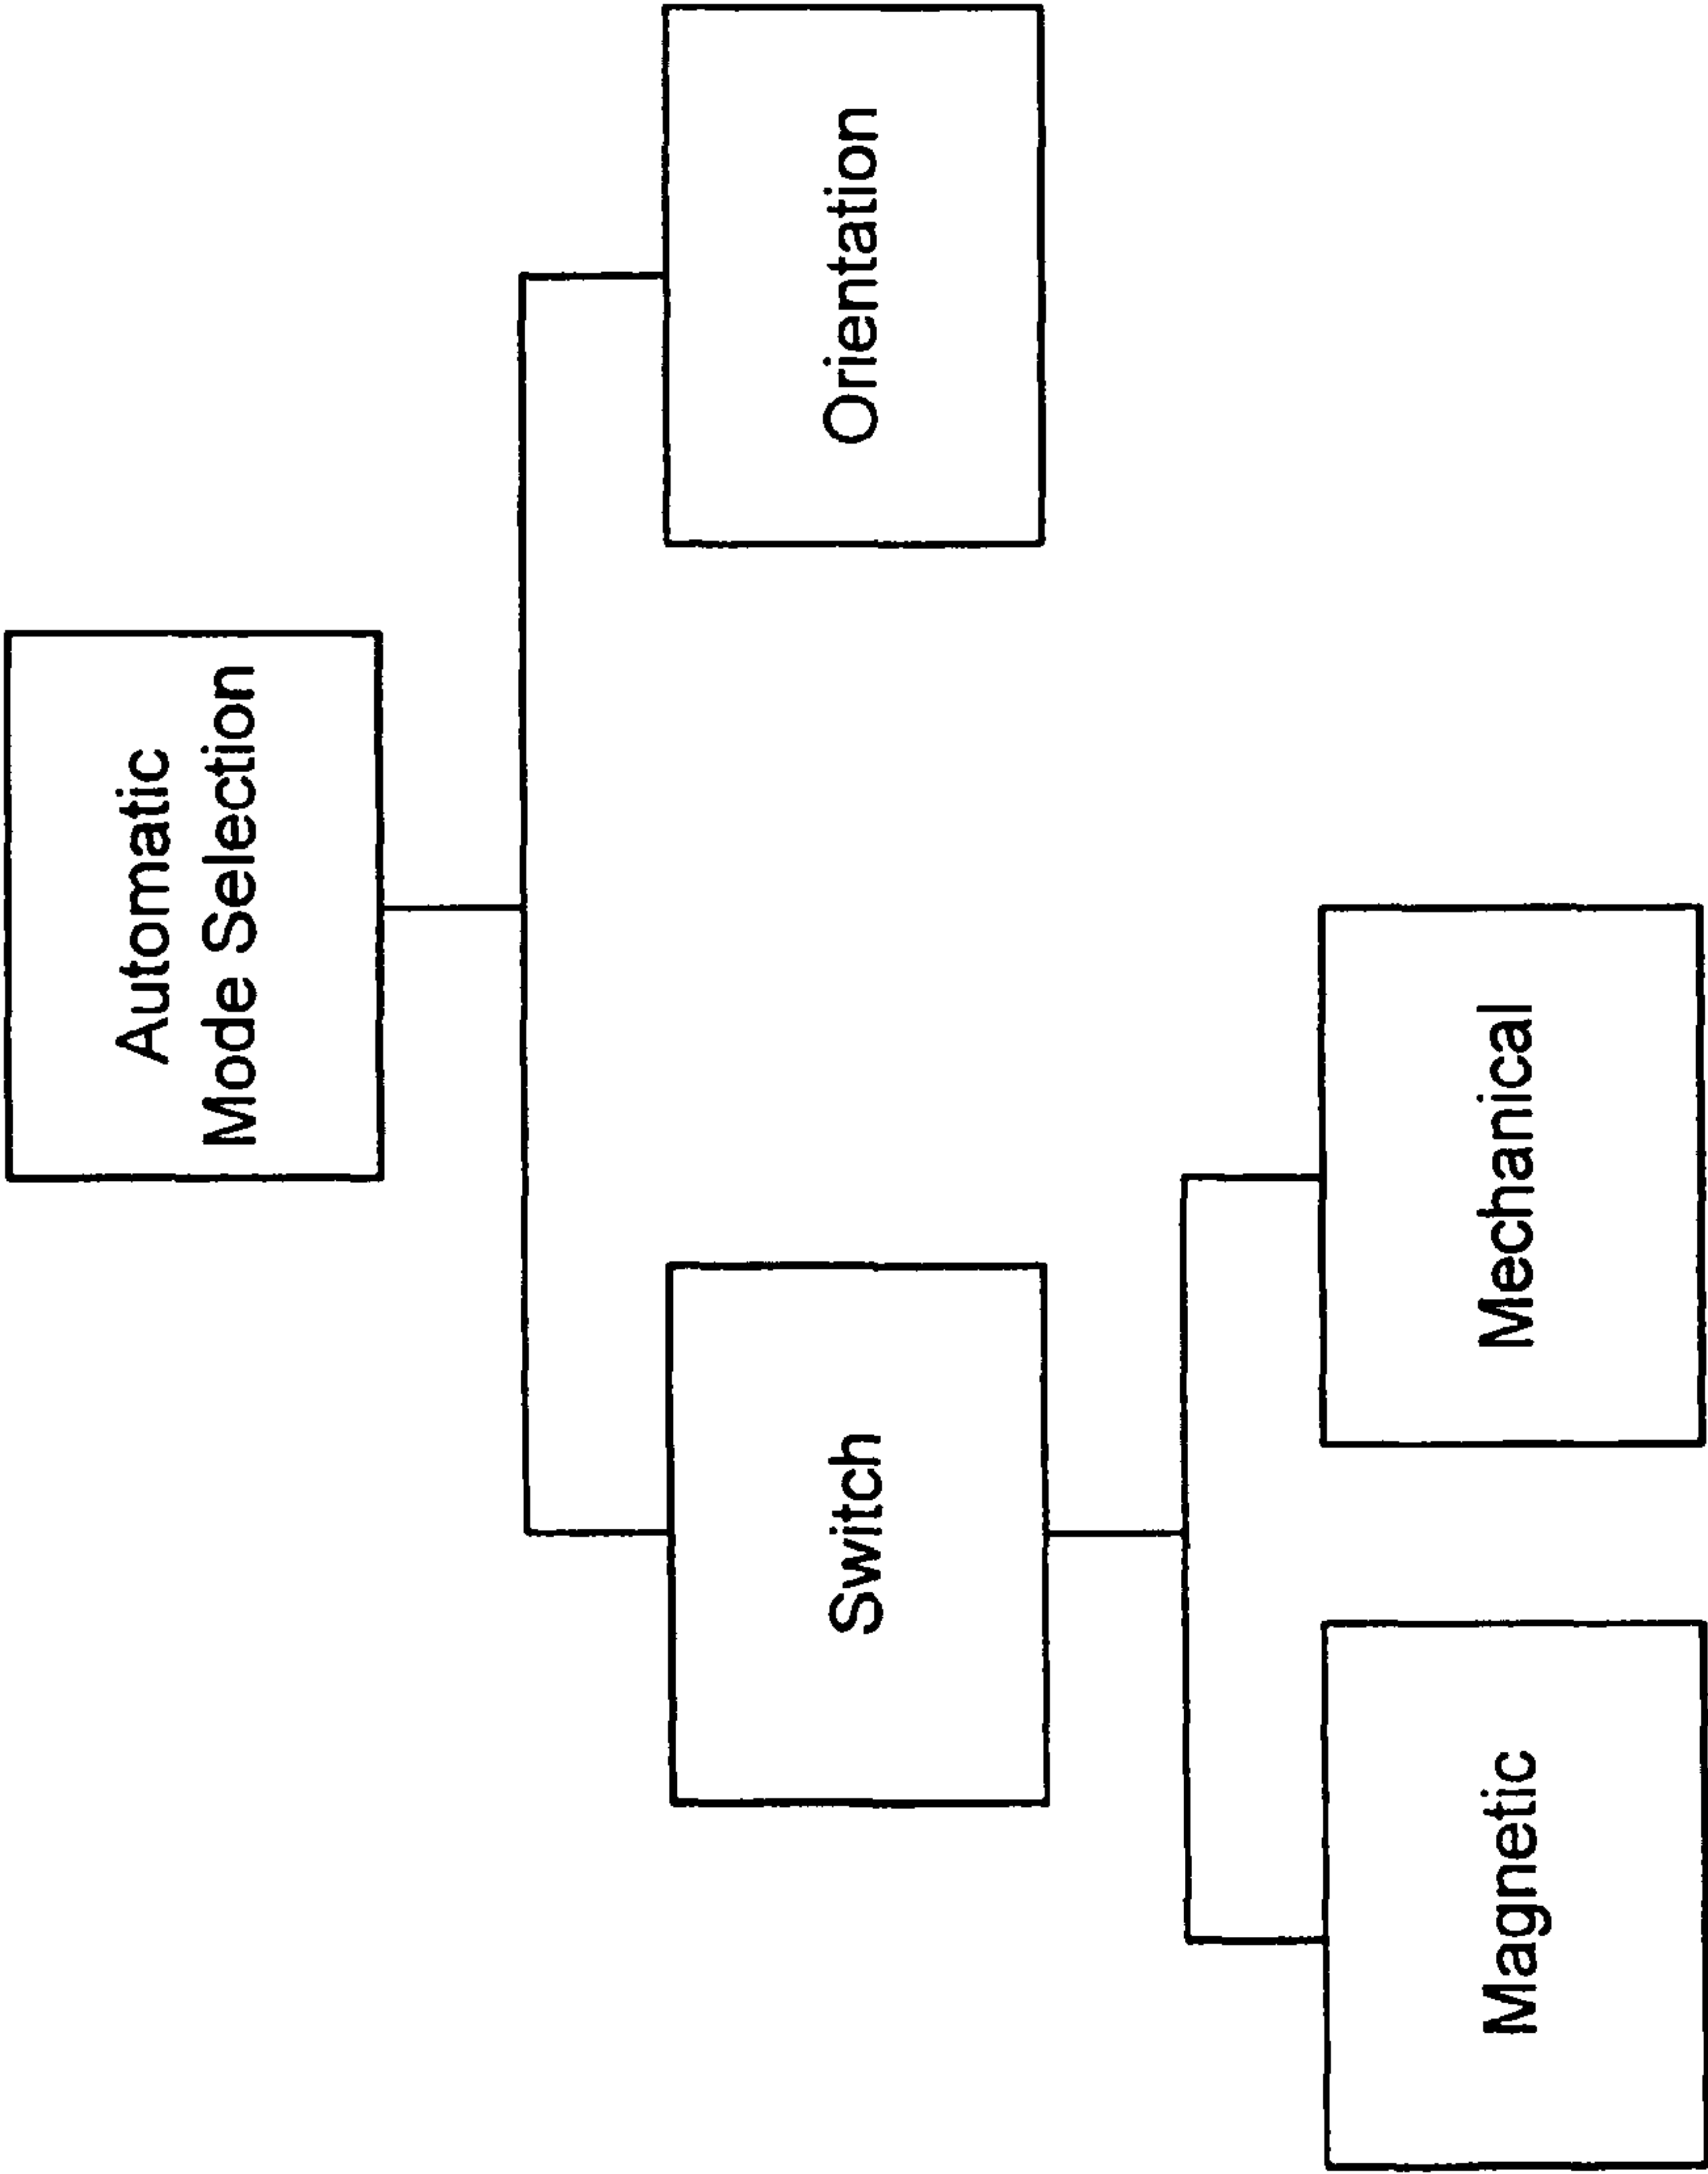 Automatic
Mode Selection
Switch
Orientation
Magnetic
Mechanical